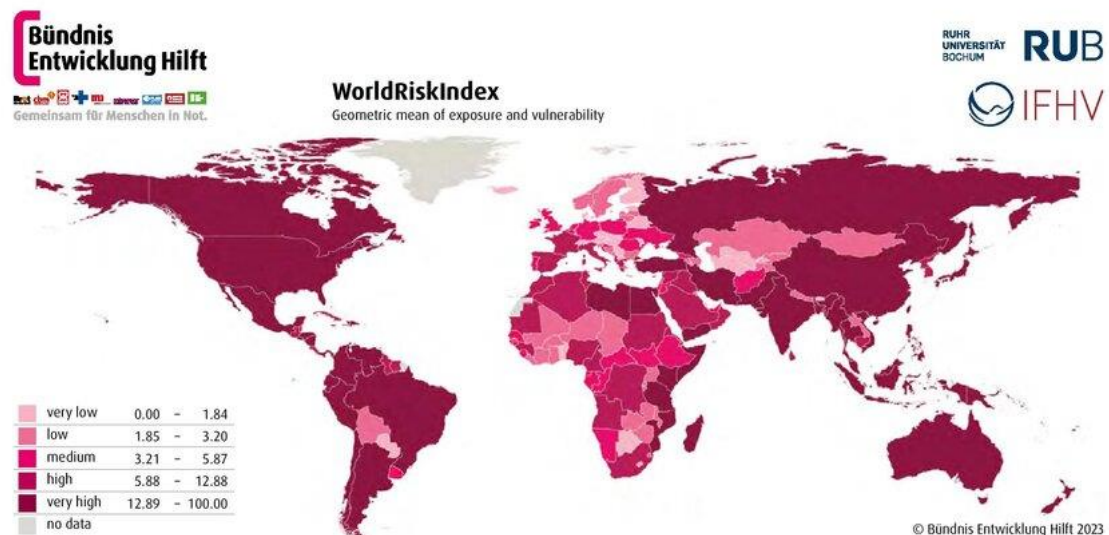 Bündnis
Entwicklung Hilft
Gemeinsam für Menschen in Not.
RUHR
UNIVERSITÄT
BOCHUM
RUB
IFHV
WorldRiskIndex
Geometric mean of exposure and vulnerability
very low 0.00 – 1.84
low 1.85 – 3.20
medium 3.21 – 5.87
high 5.88 – 12.88
very high 12.89 – 100.00
no data
© Bündnis Entwicklung Hilft 2023